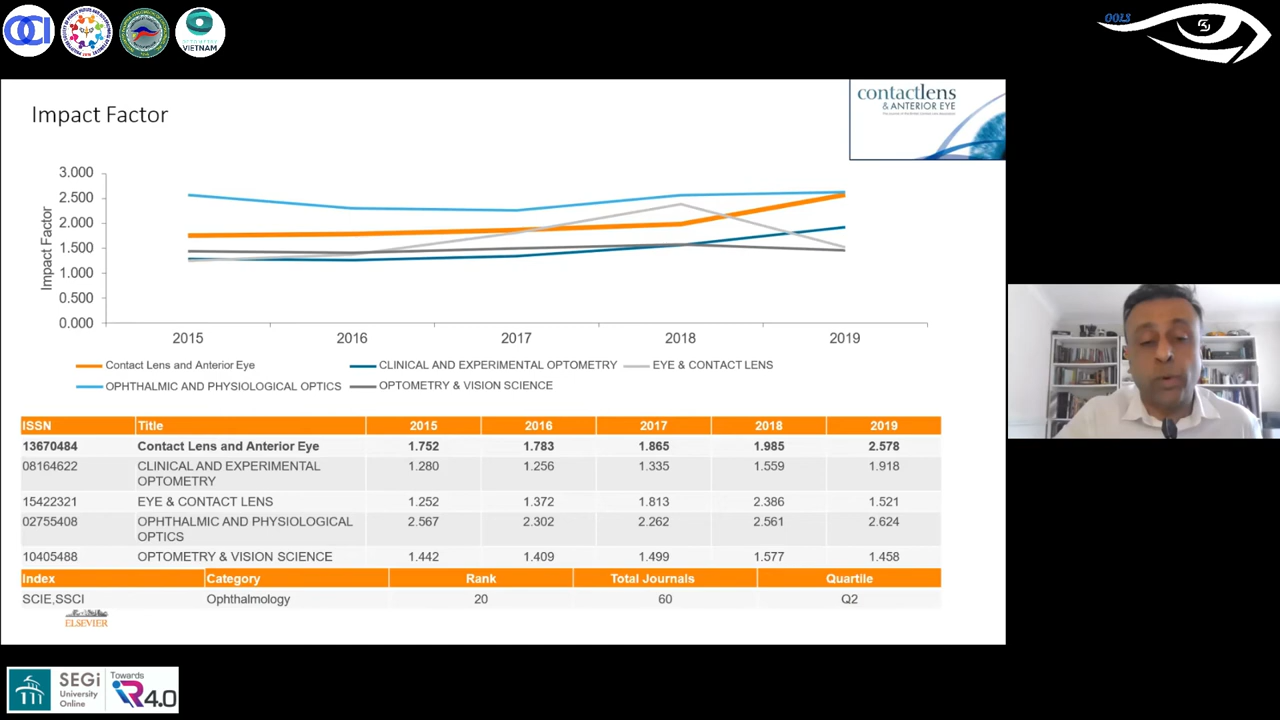 OCI
OPTOMETRY
VIETNAM
OOLS
Impact Factor
contactlens
& ANTERIOR EYE
3.000
2.500
2.000
1.500
1.000
0.500
0.000
Impact Factor
2015 2016 2017 2018 2019
Contact Lens and Anterior Eye CLINICAL AND EXPERIMENTAL OPTOMETRY EYE & CONTACT LENS
OPHTHALMIC AND PHYSIOLOGICAL OPTICS OPTOMETRY & VISION SCIENCE
ISSN Title 2015 2016 2017 2018 2019
13670484 Contact Lens and Anterior Eye 1.752 1.783 1.865 1.985 2.578
08164622 CLINICAL AND EXPERIMENTAL OPTOMETRY 1.280 1.256 1.335 1.559 1.918
15422321 EYE & CONTACT LENS 1.252 1.372 1.813 2.386 1.521
02755408 OPHTHALMIC AND PHYSIOLOGICAL OPTICS 2.567 2.302 2.262 2.561 2.624
10405488 OPTOMETRY & VISION SCIENCE 1.442 1.409 1.499 1.577 1.458
Index Category Rank Total Journals Quartile
SCIE,SSCI Ophthalmology 20 60 Q2
ELSEVIER
SEGi
University
Online
Towards
iR4.0